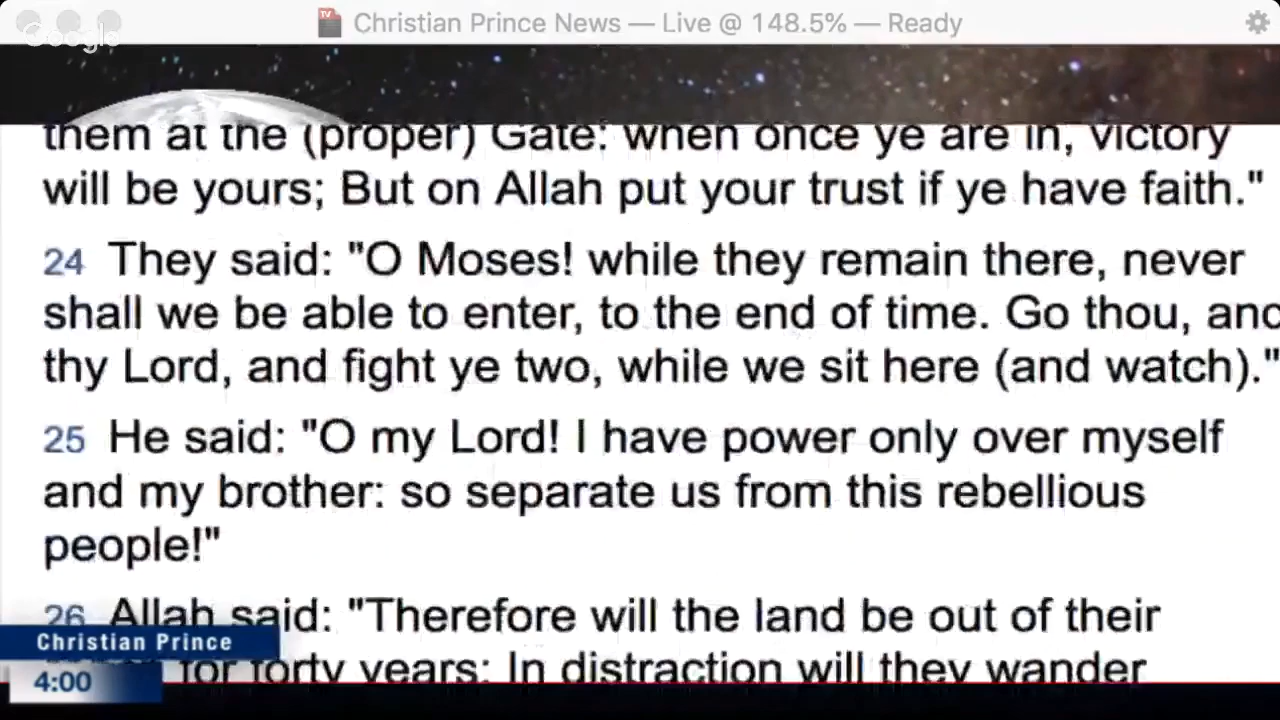 Christian Prince News — Live @ 148.5% — Ready
Google
them at the (proper) Gate: when once ye are in, victory
will be yours; But on Allah put your trust if ye have faith."
24 They said: "O Moses! while they remain there, never
shall we be able to enter, to the end of time. Go thou, and
thy Lord, and fight ye two, while we sit here (and watch)."
25 He said: "O my Lord! I have power only over myself
and my brother: so separate us from this rebellious
people!"
26 Allah said: "Therefore will the land be out of their
for forty years: In distraction will they wander
Christian Prince
4:00